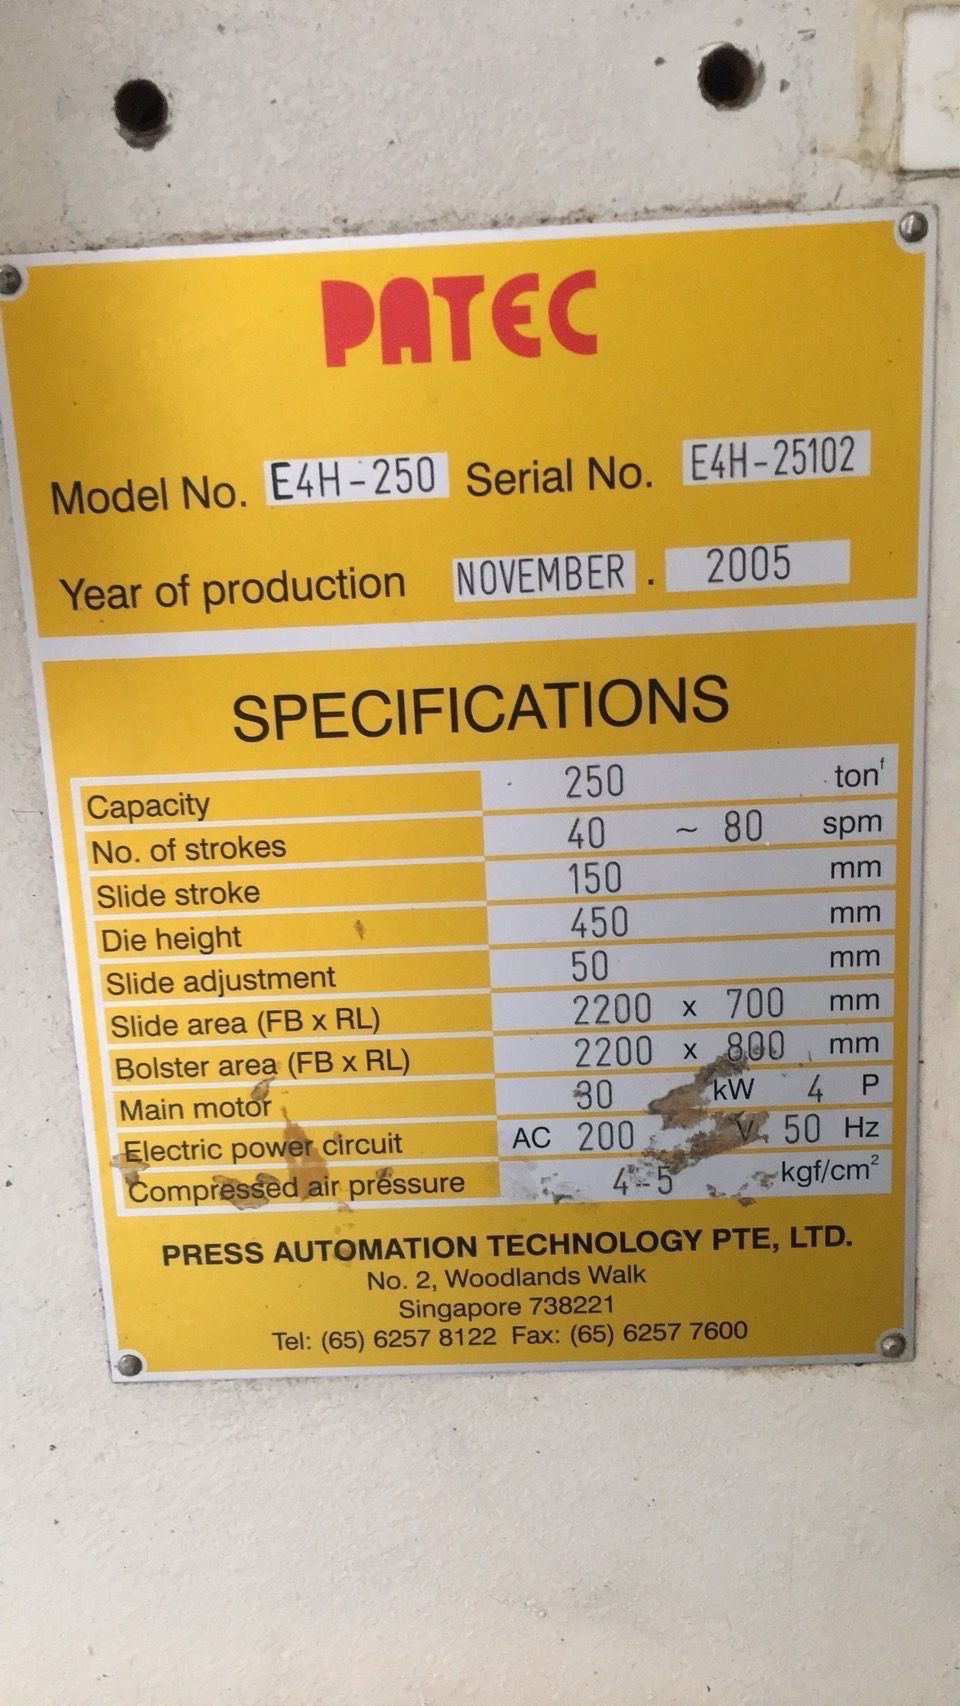 PATEC
Model No. E4H-250 Serial No. E4H-25102
Year of production NOVEMBER . 2005
SPECIFICATIONS
Capacity 250 tonᶠ
No. of strokes 40 ~ 80 spm
Slide stroke 150 mm
Die height 450 mm
Slide adjustment 50 mm
Slide area (FB x RL) 2200 x 700 mm
Bolster area (FB x RL) 2200 x 800 mm
Main motor 30 kW 4 P
Electric power circuit AC 200 V 50 Hz
Compressed air pressure 4-5 kgf/cm²
PRESS AUTOMATION TECHNOLOGY PTE, LTD.
No. 2, Woodlands Walk
Singapore 738221
Tel: (65) 6257 8122 Fax: (65) 6257 7600